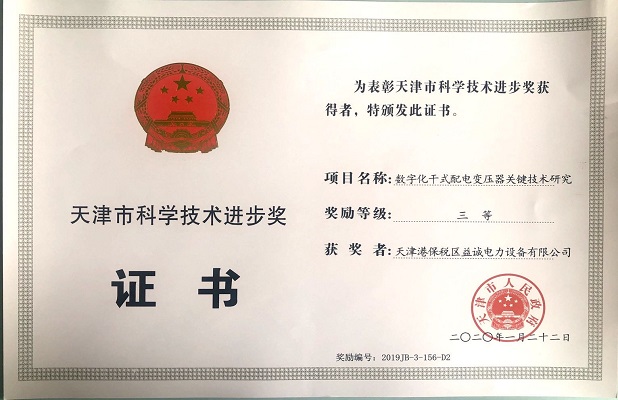 天津市科学技术进步奖
证书
为表彰天津市科学技术进步奖获
得者，特颁发此证书。
项目名称：数字化干式配电变压器关键技术研究
奖励等级：三 等
获 奖 者：天津港保税区益诚电力设备有限公司
天津市人民政府
二〇二〇年一月二十二日
奖励编号：2019JB-3-156-D2